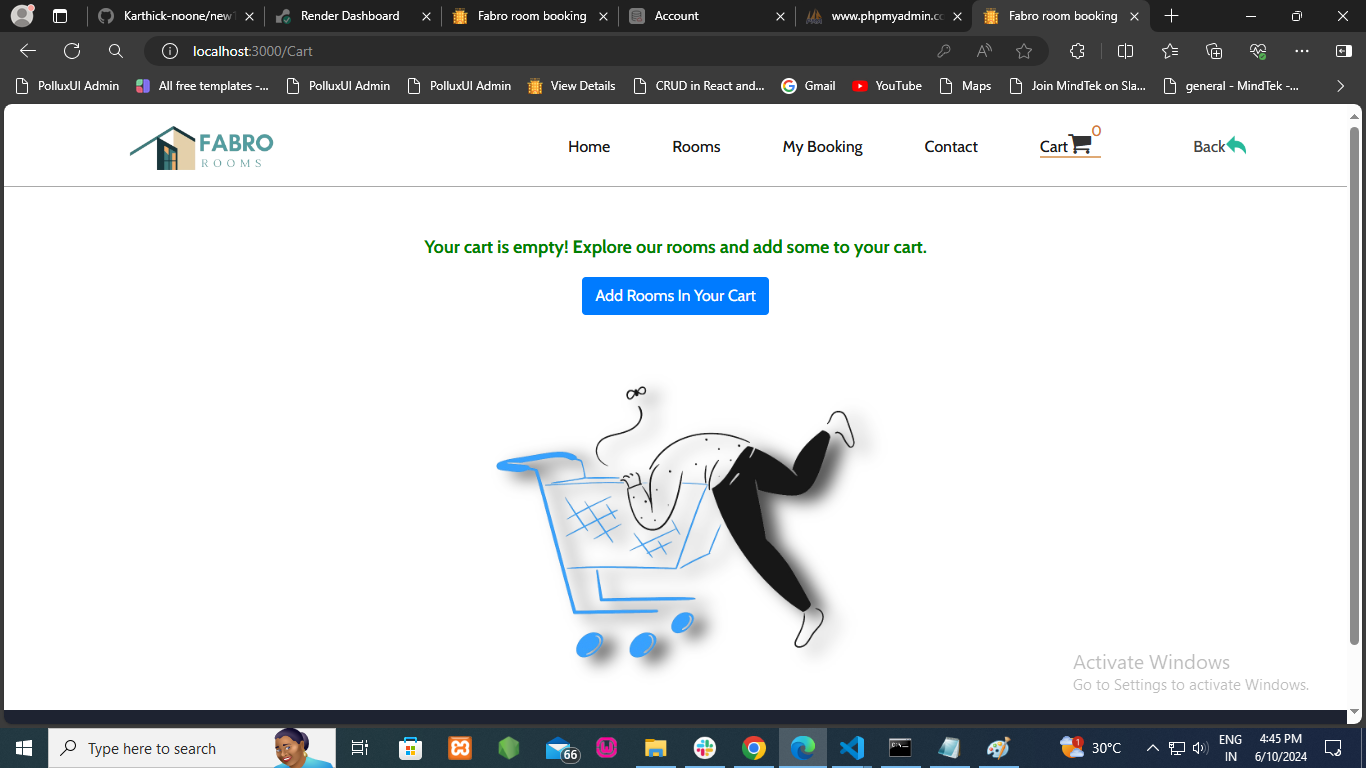 Karthick-noone/new
Render Dashboard
Fabro room booking
Account
www.phpmyadmin.co
Fabro room booking
localhost:3000/Cart
PolluxUI Admin
All free templates -...
PolluxUI Admin
PolluxUI Admin
View Details
CRUD in React and...
Gmail
YouTube
Maps
Join MindTek on Sla...
general - MindTek -...
FABRO
ROOMS
Home
Rooms
My Booking
Contact
Cart
0
Back
Your cart is empty! Explore our rooms and add some to your cart.
Add Rooms In Your Cart
Activate Windows
Go to Settings to activate Windows.
Type here to search
66
30°C
ENG
IN
4:45 PM
6/10/2024